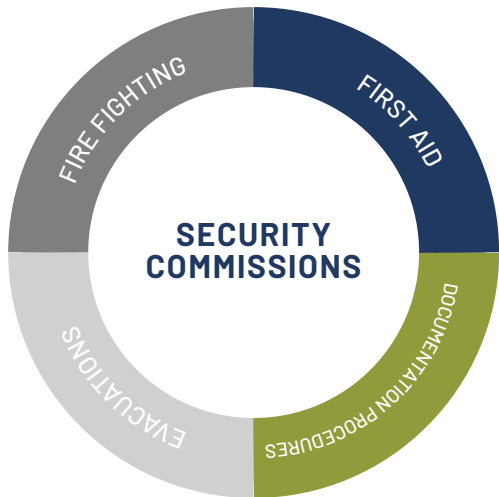 FIRE FIGHTING
FIRST AID
SECURITY
COMMISSIONS
EVACUATIONS
DOCUMENTATION PROCEDURES